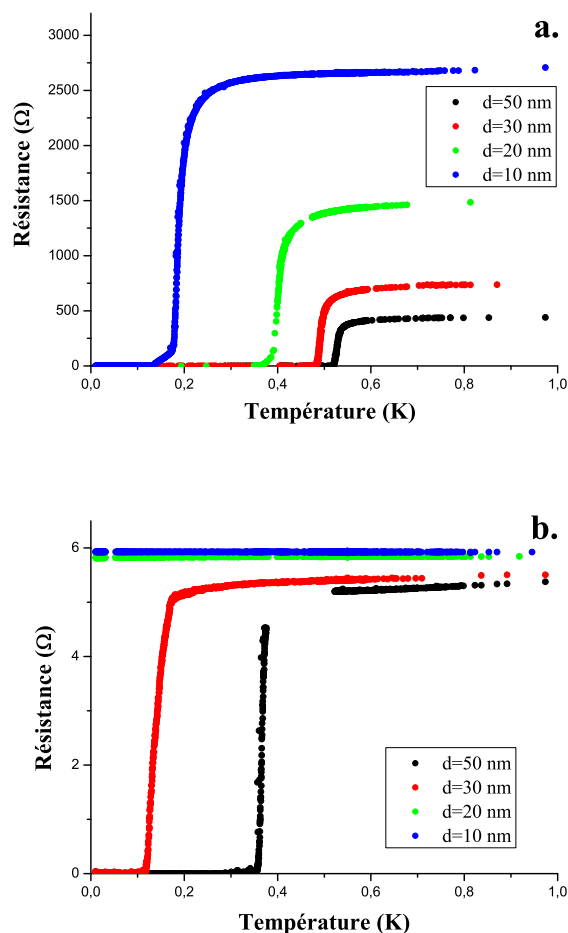 a.
3000
2500
2000
1500
1000
500
0
Résistance (Ω)
d=50 nm
d=30 nm
d=20 nm
d=10 nm
0,0 0,2 0,4 0,6 0,8 1,0
Température (K)
b.
6
4
2
0
Résistance (Ω)
d=50 nm
d=30 nm
d=20 nm
d=10 nm
0,0 0,2 0,4 0,6 0,8 1,0
Température (K)